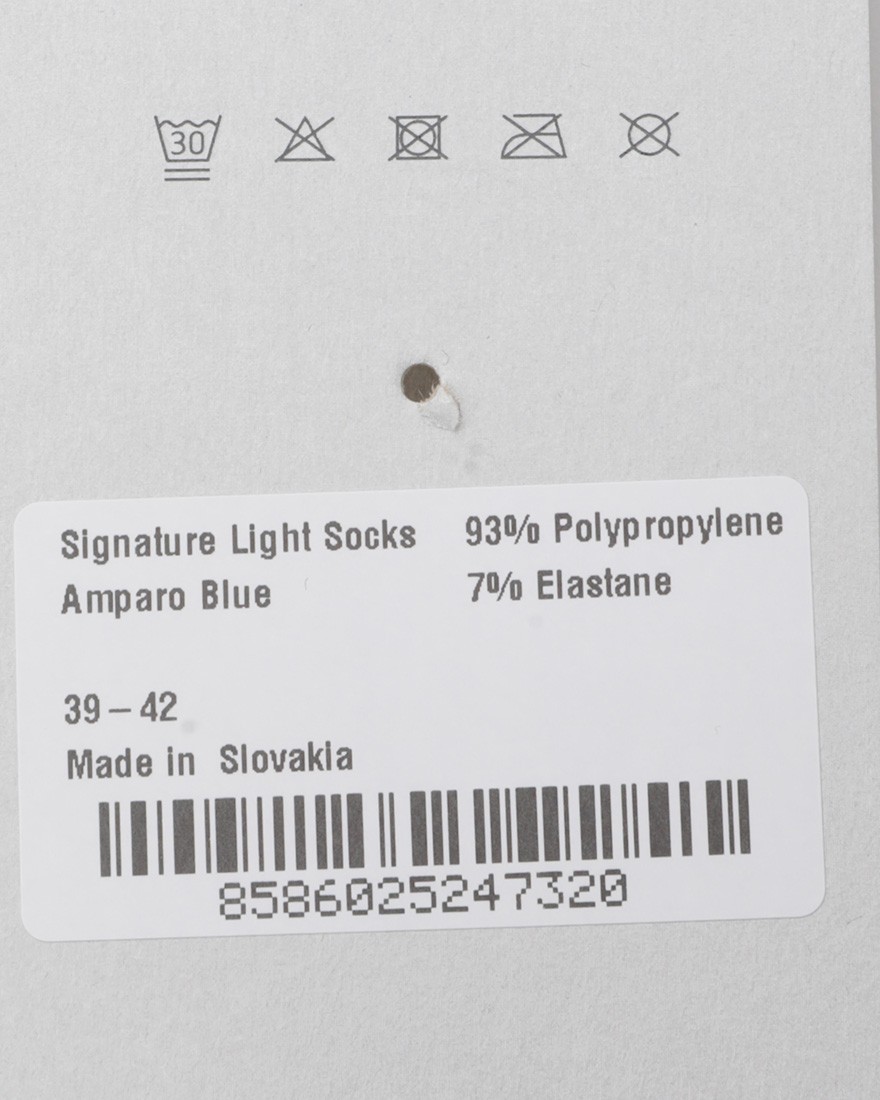 30
Signature Light Socks 93% Polypropylene
Amparo Blue 7% Elastane
39 – 42
Made in Slovakia
8586025247320